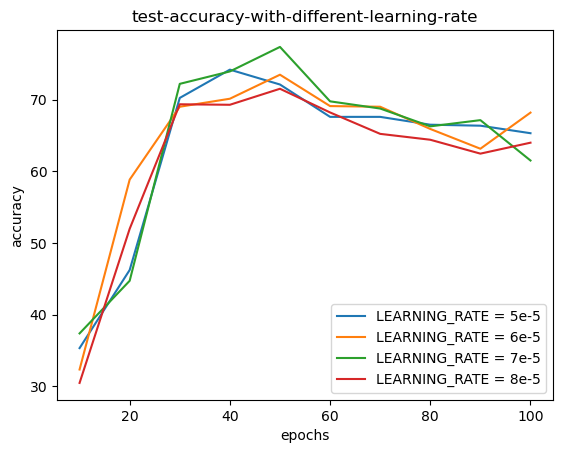 test-accuracy-with-different-learning-rate
accuracy
70
60
50
40
30
20
40
60
80
100
epochs
LEARNING_RATE = 5e-5
LEARNING_RATE = 6e-5
LEARNING_RATE = 7e-5
LEARNING_RATE = 8e-5